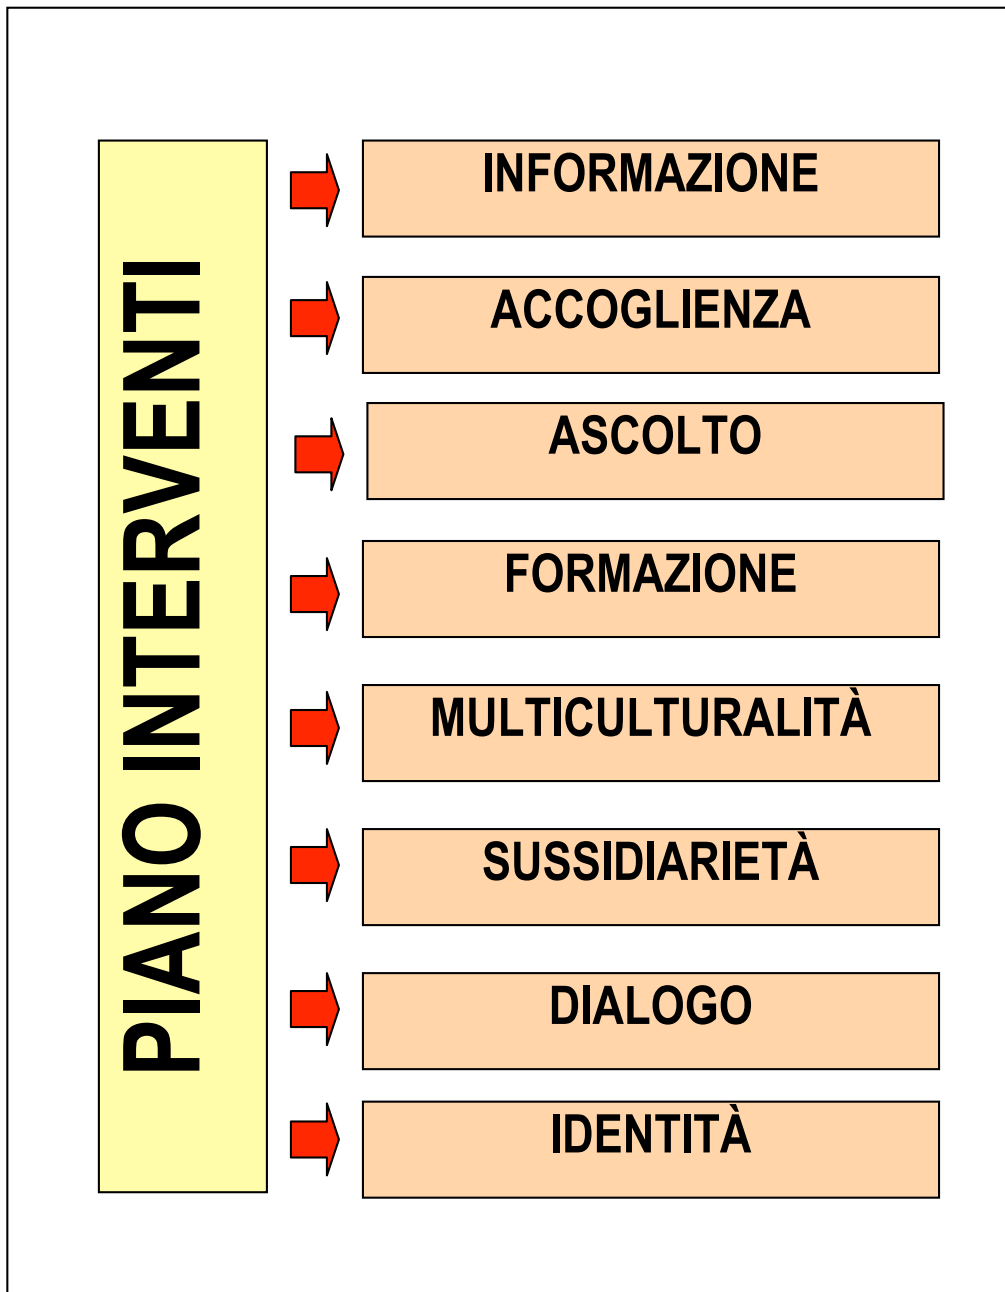 PIANO INTERVENTI
INFORMAZIONE
ACCOGLIENZA
ASCOLTO
FORMAZIONE
MULTICULTURALITÀ
SUSSIDIARIETÀ
DIALOGO
IDENTITÀ